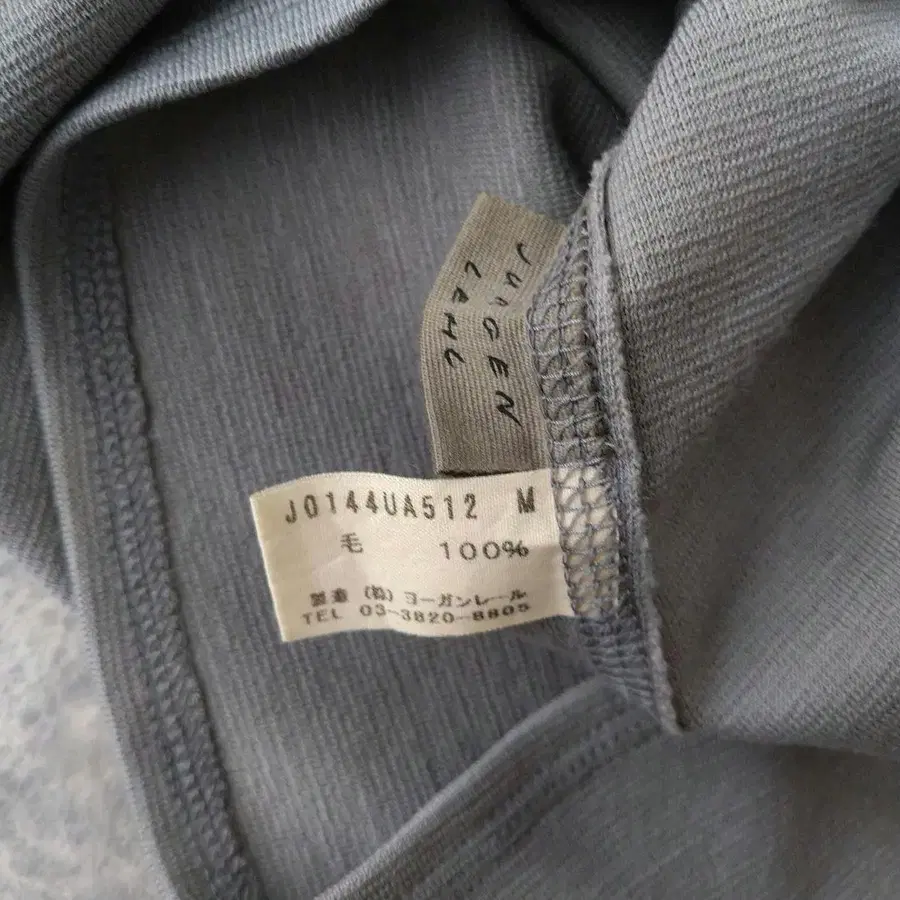 JURGEN
LEHL
J0144UA512 M
毛 100%
製造 (株) ヨーガンレール
TEL 03-3820-8805